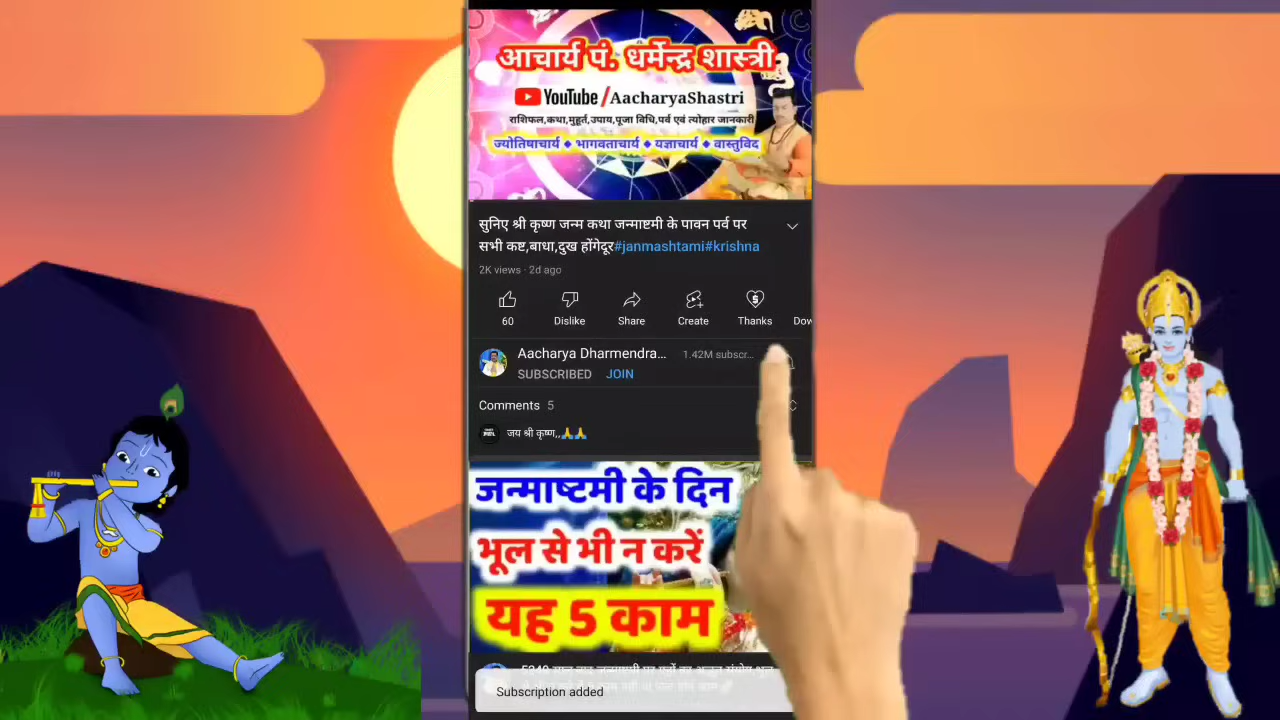 आचार्य पं. धर्मेन्द्र शास्त्री
YouTube /AacharyaShastri
राशिफल,कथा,मुहूर्त,उपाय,पूजा विधि,पर्व एवं त्योहार जानकारी
ज्योतिषाचार्य ◆ भागवताचार्य ◆ यज्ञाचार्य ◆ वास्तुविद
सुनिए श्री कृष्ण जन्म कथा जन्माष्टमी के पावन पर्व पर
सभी कष्ट,बाधा,दुख होंगेदूर#janmashtami#krishna
2K views · 2d ago
60 Dislike Share Create Thanks Dow
Aacharya Dharmendra... 1.42M subscr...
SUBSCRIBED JOIN
Comments 5
जय श्री कृष्ण,,🙏🙏
जन्माष्टमी के दिन
भूल से भी न करें
यह 5 काम
Subscription added